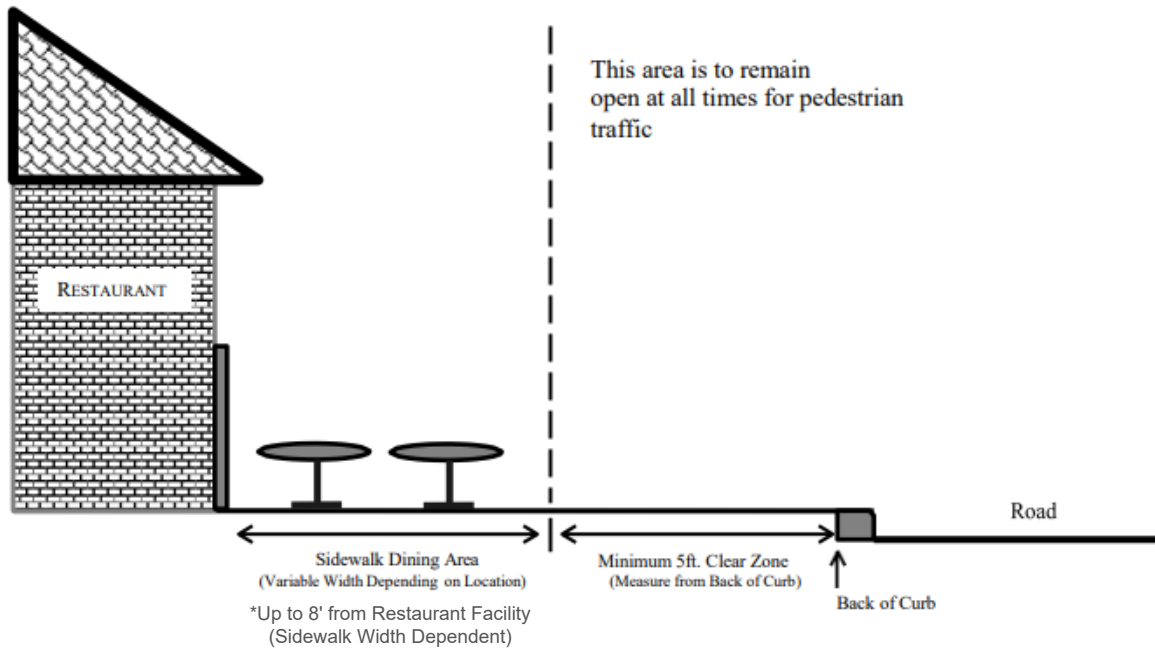 This area is to remain
open at all times for pedestrian
traffic
RESTAURANT
Road
Sidewalk Dining Area
(Variable Width Depending on Location)
*Up to 8' from Restaurant Facility
(Sidewalk Width Dependent)
Minimum 5ft. Clear Zone
(Measure from Back of Curb)
Back of Curb